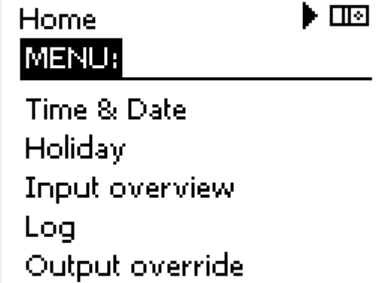 Home
MENU:
Time & Date
Holiday
Input overview
Log
Output override